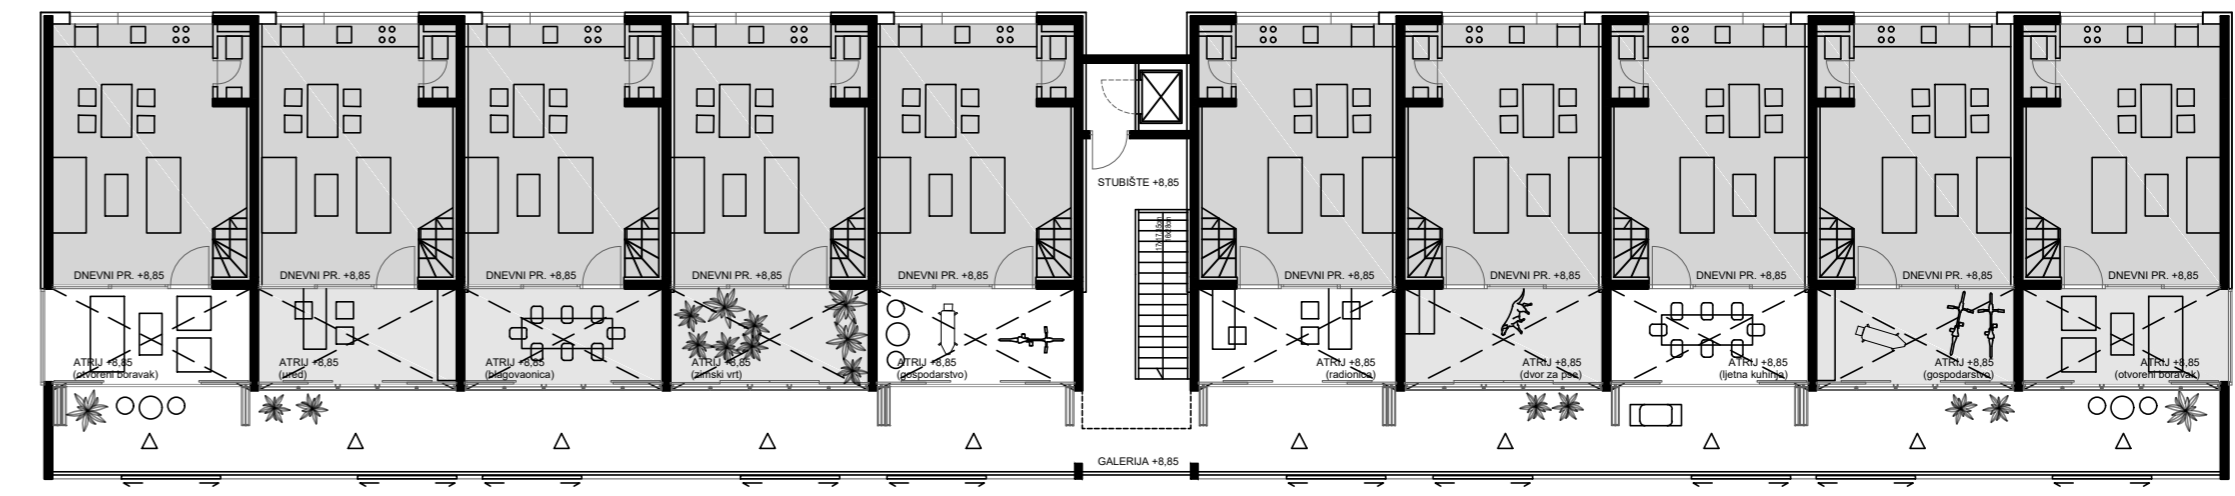 STUBIŠTE +8,85
DNEVNI PR. +8,85
DNEVNI PR. +8,85
DNEVNI PR. +8,85
DNEVNI PR. +8,85
DNEVNI PR. +8,85
DNEVNI PR. +8,85
DNEVNI PR. +8,85
DNEVNI PR. +8,85
DNEVNI PR. +8,85
DNEVNI PR. +8,85
ATRIJ +8,85
(otvoreni boravak)
ATRIJ +8,85
(ured)
ATRIJ +8,85
(blagovaonica)
ATRIJ +8,85
(zimski vrt)
ATRIJ +8,85
(gospodarstvo)
ATRIJ +8,85
(radionica)
ATRIJ +8,85
(dvor za pse)
ATRIJ +8,85
(ljetna kuhinja)
ATRIJ +8,85
(gospodarstvo)
ATRIJ +8,85
(otvoreni boravak)
GALERIJA +8,85